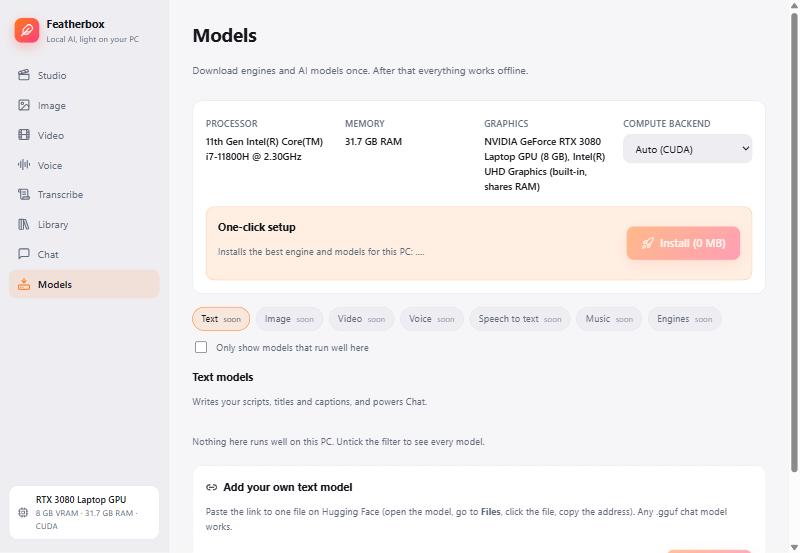 Featherbox
Local AI, light on your PC
Studio
Image
Video
Voice
Transcribe
Library
Chat
Models
RTX 3080 Laptop GPU
8 GB VRAM · 31.7 GB RAM ·
CUDA
Models
Download engines and AI models once. After that everything works offline.
PROCESSOR
11th Gen Intel(R) Core(TM)
i7-11800H @ 2.30GHz
MEMORY
31.7 GB RAM
GRAPHICS
NVIDIA GeForce RTX 3080
Laptop GPU (8 GB), Intel(R)
UHD Graphics (built-in,
shares RAM)
COMPUTE BACKEND
Auto (CUDA)
One-click setup
Installs the best engine and models for this PC: ....
Install (0 MB)
Text soon
Image soon
Video soon
Voice soon
Speech to text soon
Music soon
Engines soon
Only show models that run well here
Text models
Writes your scripts, titles and captions, and powers Chat.
Nothing here runs well on this PC. Untick the filter to see every model.
Add your own text model
Paste the link to one file on Hugging Face (open the model, go to Files, click the file, copy the address). Any .gguf chat model
works.